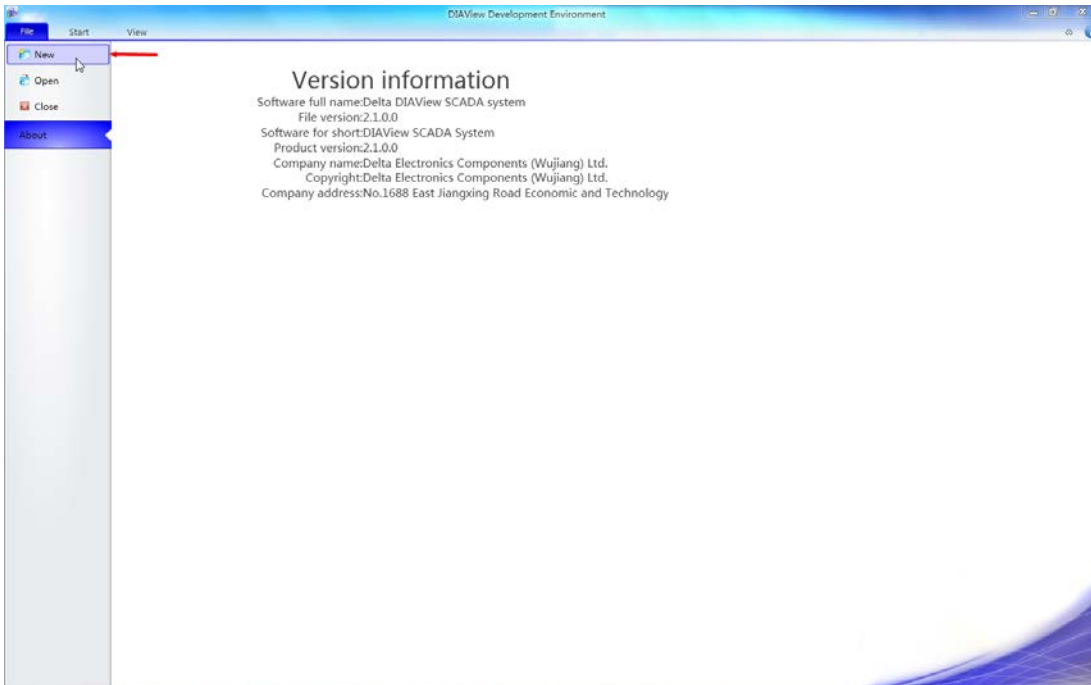 DIAView Development Environment
File Start View
New
Open
Close
About
Version information
Software full name:Delta DIAView SCADA system
File version:2.1.0.0
Software for short:DIAView SCADA System
Product version:2.1.0.0
Company name:Delta Electronics Components (Wujiang) Ltd.
Copyright:Delta Electronics Components (Wujiang) Ltd.
Company address:No.1688 East Jiangxing Road Economic and Technology